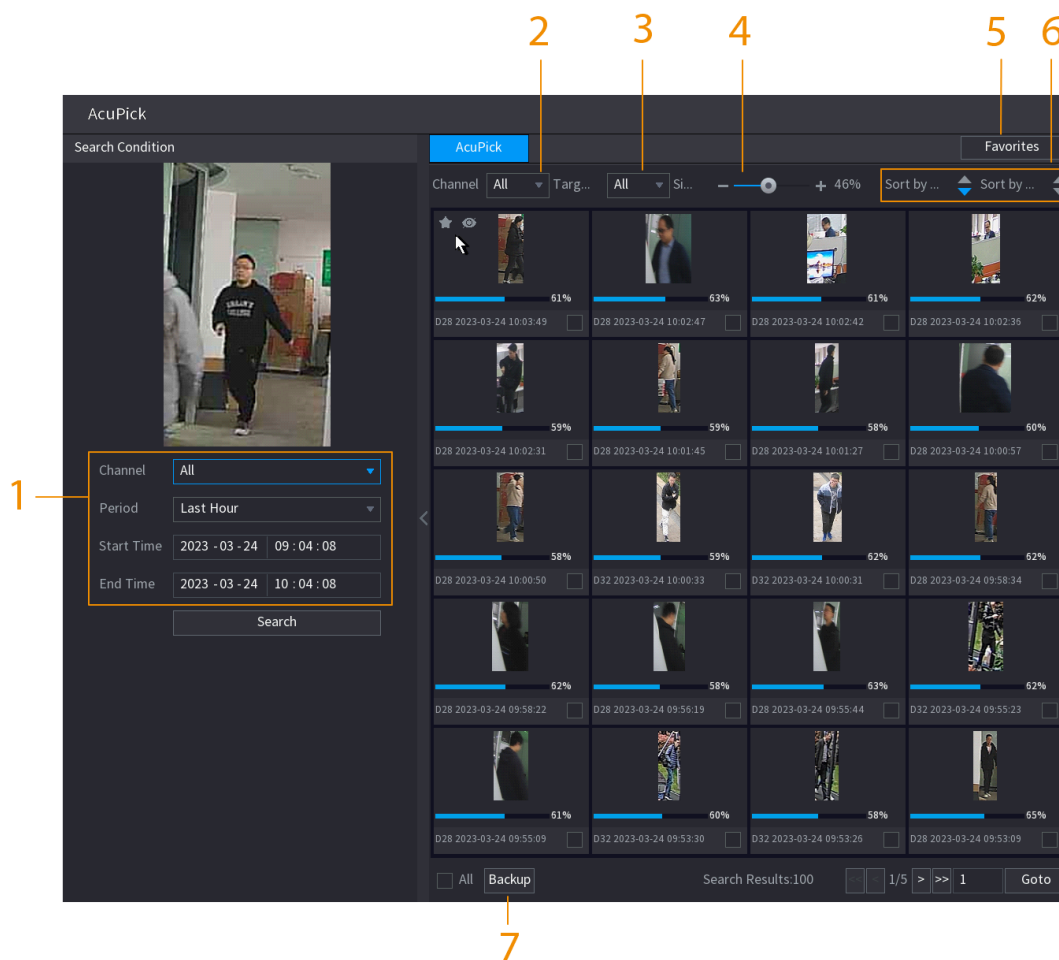 2 3 4 5 6
AcuPick
Search Condition
AcuPick
Favorites
Channel All Targ... All Si... 46% Sort by ... Sort by ...
61% 63% 61% 62%
D28 2023-03-24 10:03:49 D28 2023-03-24 10:02:47 D28 2023-03-24 10:02:42 D28 2023-03-24 10:02:36
59% 59% 58% 60%
D28 2023-03-24 10:02:31 D28 2023-03-24 10:01:45 D28 2023-03-24 10:01:27 D28 2023-03-24 10:00:57
58% 59% 62% 62%
D28 2023-03-24 10:00:50 D32 2023-03-24 10:00:33 D32 2023-03-24 10:00:31 D28 2023-03-24 09:58:34
62% 58% 63% 62%
D28 2023-03-24 09:58:22 D28 2023-03-24 09:56:19 D28 2023-03-24 09:55:44 D32 2023-03-24 09:55:23
61% 60% 58% 65%
D28 2023-03-24 09:55:09 D32 2023-03-24 09:53:30 D32 2023-03-24 09:53:26 D28 2023-03-24 09:53:09
1
Channel All
Period Last Hour
Start Time 2023 - 03 - 24 09 : 04 : 08
End Time 2023 - 03 - 24 10 : 04 : 08
Search
All Backup Search Results:100 << < 1/5 > >> 1 Goto
7